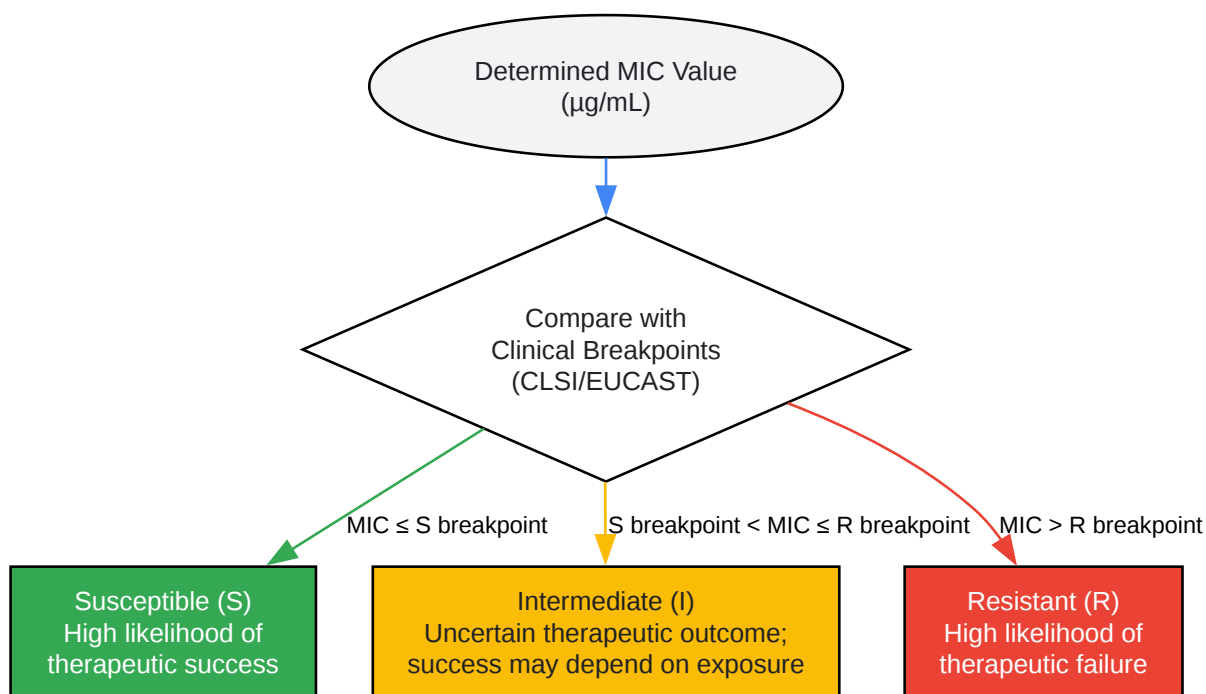 Determined MIC Value
(µg/mL)
Compare with
Clinical Breakpoints
(CLSI/EUCAST)
MIC ≤ S breakpoint
S breakpoint < MIC ≤ R breakpoint
MIC > R breakpoint
Susceptible (S)
High likelihood of
therapeutic success
Intermediate (I)
Uncertain therapeutic outcome;
success may depend on exposure
Resistant (R)
High likelihood of
therapeutic failure